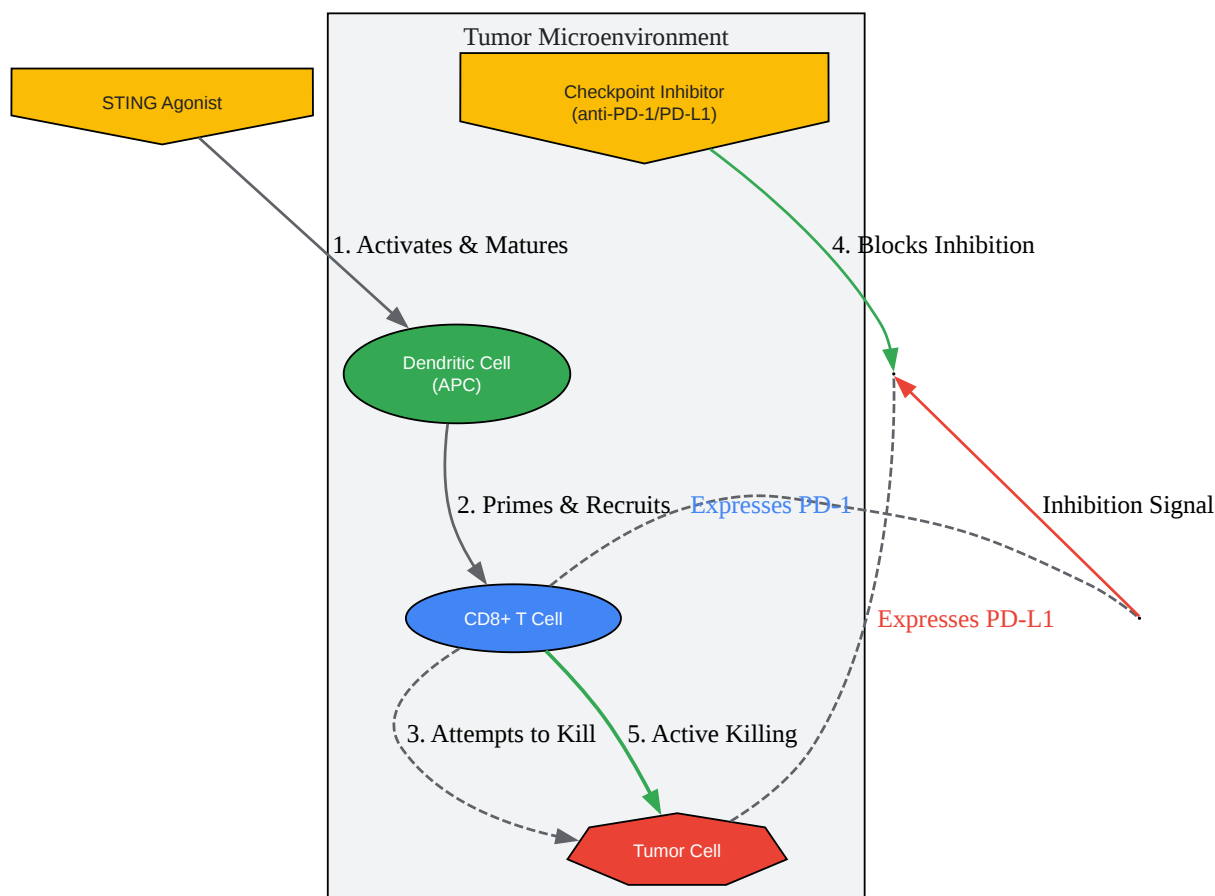 Tumor Microenvironment
STING Agonist
Checkpoint Inhibitor
(anti-PD-1/PD-L1)
1. Activates & Matures
4. Blocks Inhibition
Dendritic Cell
(APC)
2. Primes & Recruits
Expresses PD-1
Inhibition Signal
CD8+ T Cell
Expresses PD-L1
3. Attempts to Kill
5. Active Killing
Tumor Cell